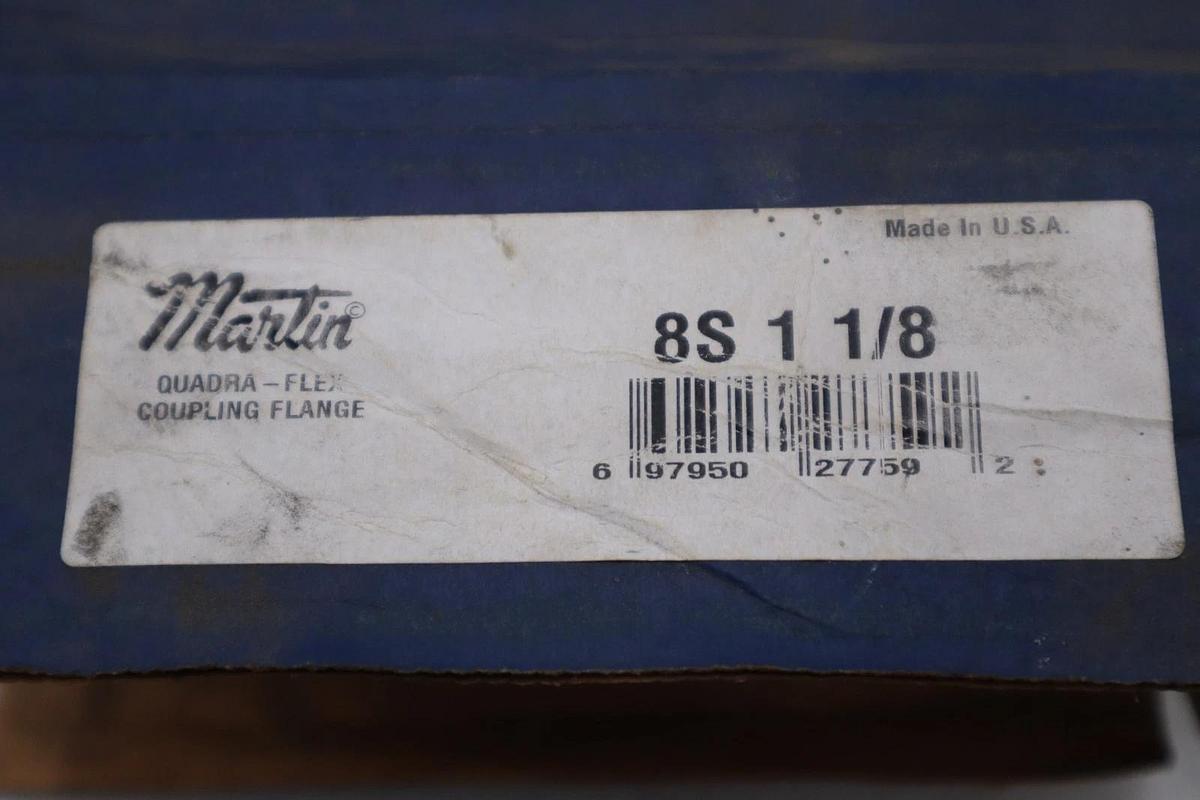 Made In U.S.A.
Martin©
QUADRA – FLEX
COUPLING FLANGE
8S 1 1/8
6 97950 27759 2